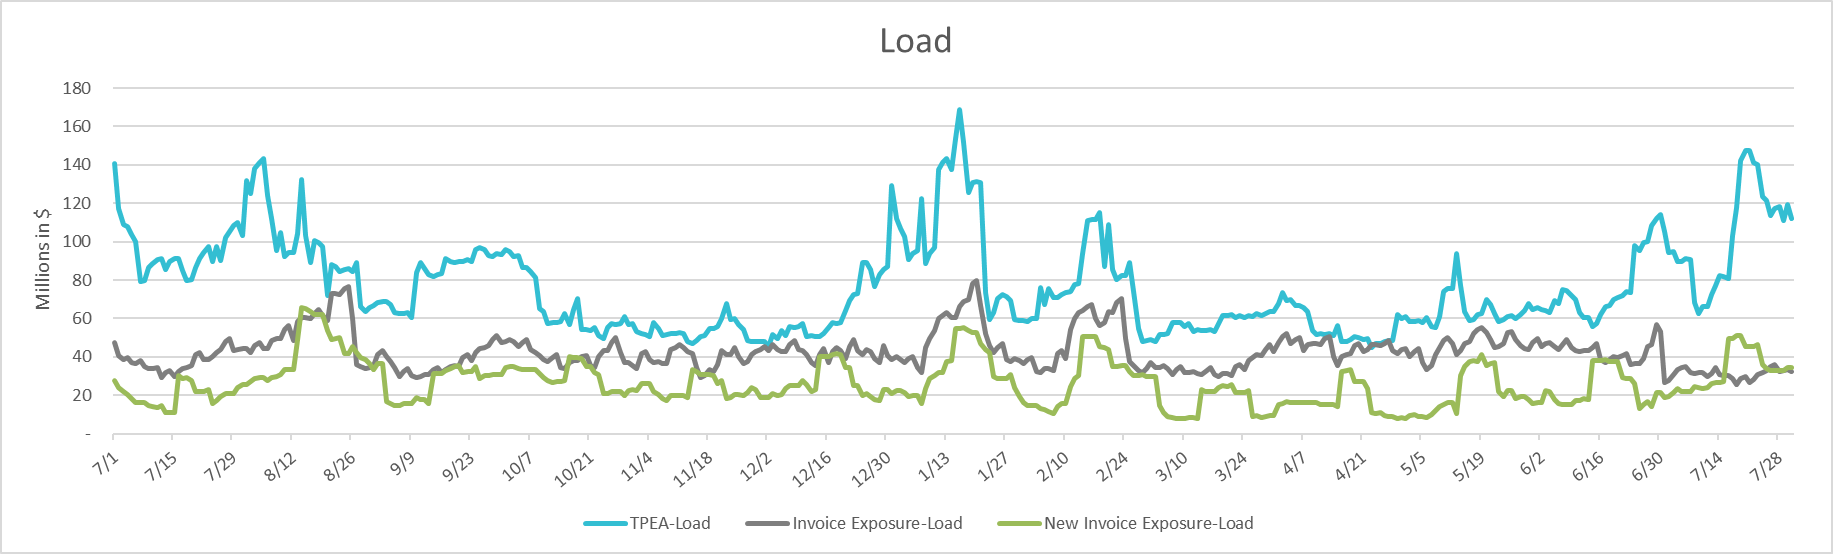 Load
Millions in $
180
160
140
120
100
80
60
40
20
-
7/1 7/15 7/29 8/12 8/26 9/9 9/23 10/7 10/21 11/4 11/18 12/2 12/16 12/30 1/13 1/27 2/10 2/24 3/10 3/24 4/7 4/21 5/5 5/19 6/2 6/16 6/30 7/14 7/28
TPEA-Load Invoice Exposure-Load New Invoice Exposure-Load